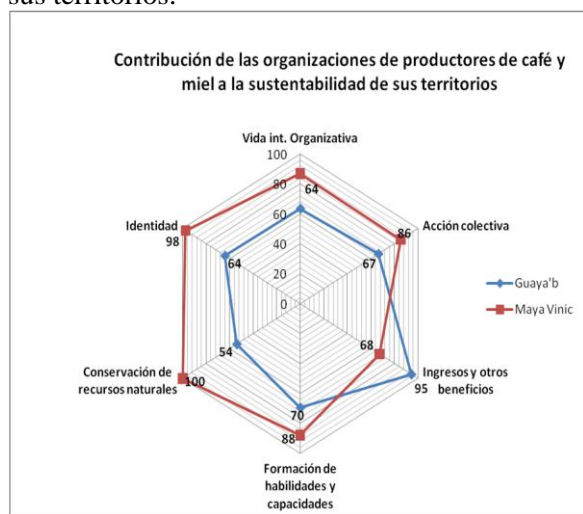 sus territorios.
Contribución de las organizaciones de productores de café y
miel a la sustentabilidad de sus territorios
Vida int. Organizativa
100
80
60
40
20
0
64
Acción colectiva
86
67
Identidad
98
64
Guaya'b
Maya Vinic
68
Ingresos y otros
beneficios
95
54
Conservación de
recursos naturales
100
70
88
Formación de
habilidades y
capacidades